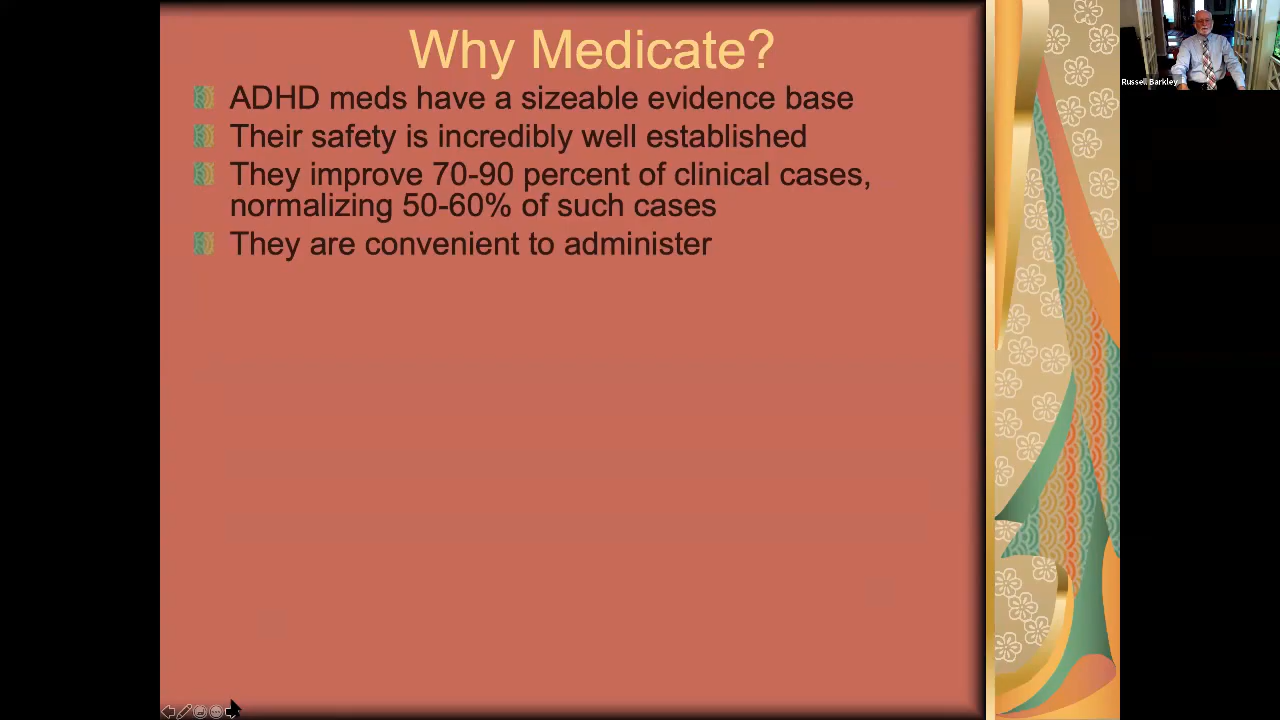 Why Medicate?
ADHD meds have a sizeable evidence base
Their safety is incredibly well established
They improve 70-90 percent of clinical cases,
normalizing 50-60% of such cases
They are convenient to administer
Russell Barkley